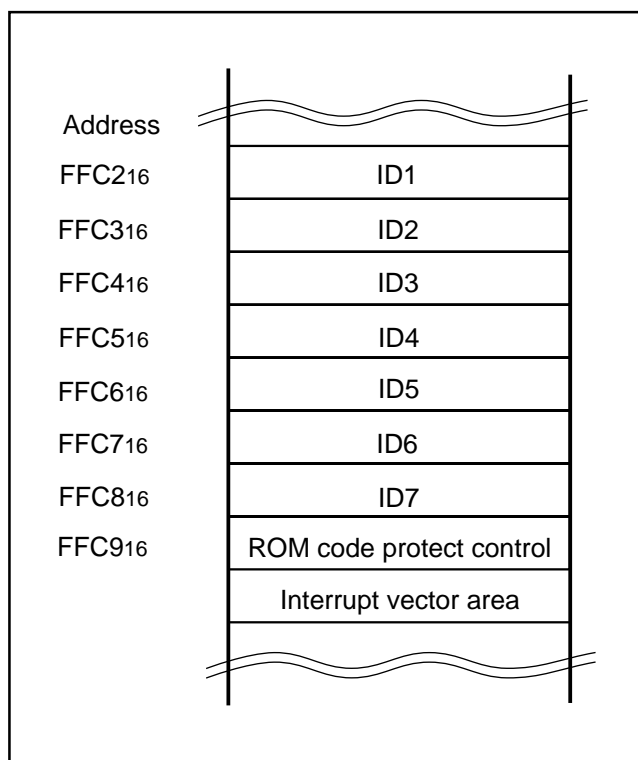 Address
FFC216 ID1
FFC316 ID2
FFC416 ID3
FFC516 ID4
FFC616 ID5
FFC716 ID6
FFC816 ID7
FFC916 ROM code protect control
Interrupt vector area